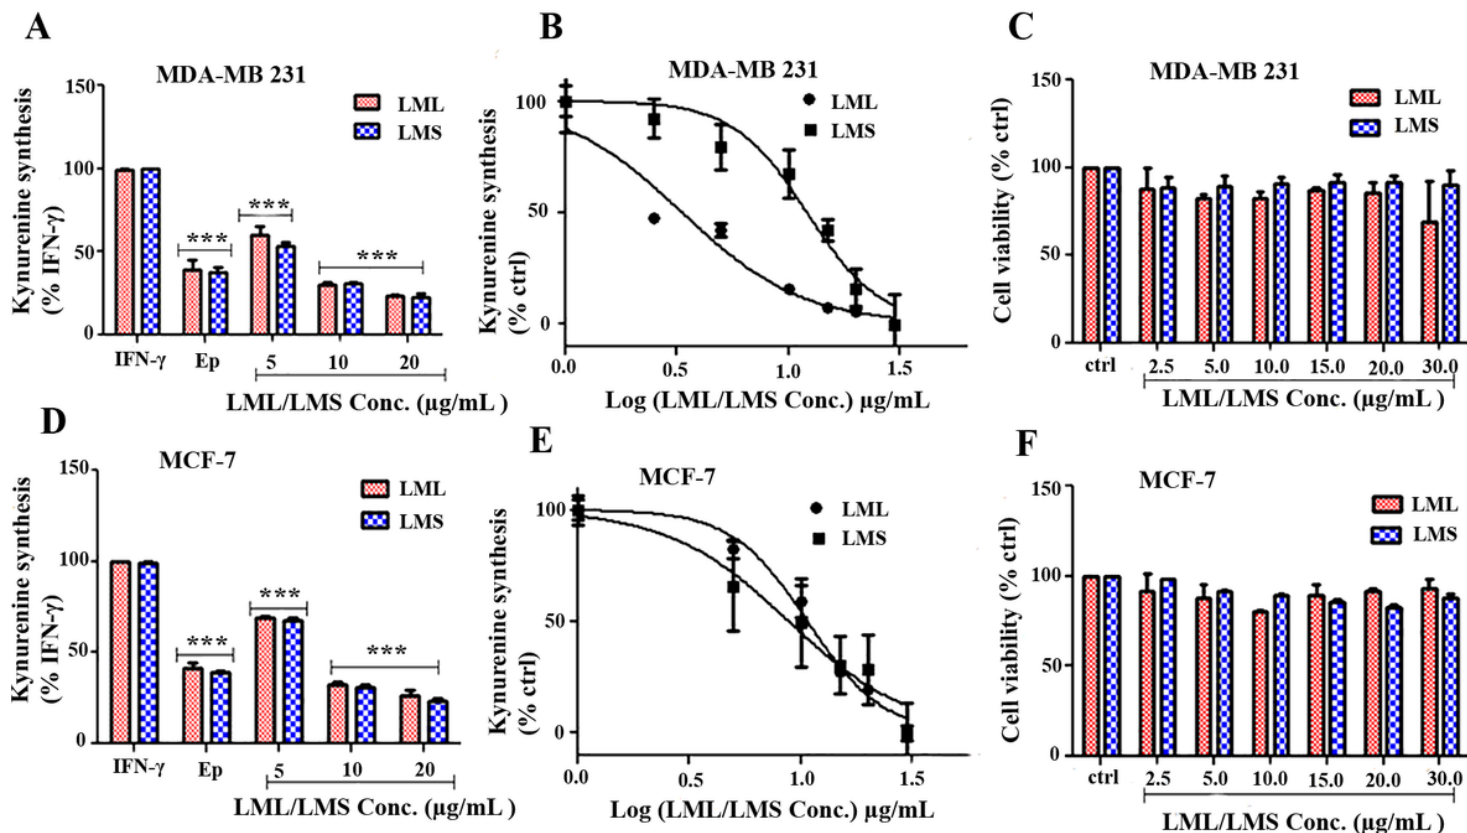 A
MDA-MB 231
Kynurenine synthesis
(% IFN-γ)
150
100
50
0
LML
LMS
***
***
***
IFN-γ Ep 5 10 20
LML/LMS Conc. (µg/mL )
B
MDA-MB 231
Kynurenine synthesis
(% ctrl)
100
50
0
LML
LMS
0.0 0.5 1.0 1.5
Log (LML/LMS Conc.) µg/mL
C
MDA-MB 231
Cell viability (% ctrl)
150
100
50
0
LML
LMS
ctrl 2.5 5.0 10.0 15.0 20.0 30.0
LML/LMS Conc. (µg/mL )
D
MCF-7
Kynurenine synthesis
(% IFN-γ)
150
100
50
0
LML
LMS
***
***
***
IFN-γ Ep 5 10 20
LML/LMS Conc. (µg/mL )
E
MCF-7
Kynurenine synthesis
(% ctrl)
100
50
0
LML
LMS
0.0 0.5 1.0 1.5
Log (LML/LMS Conc.) µg/mL
F
MCF-7
Cell viability (% ctrl)
150
100
50
0
LML
LMS
ctrl 2.5 5.0 10.0 15.0 20.0 30.0
LML/LMS Conc. (µg/mL )